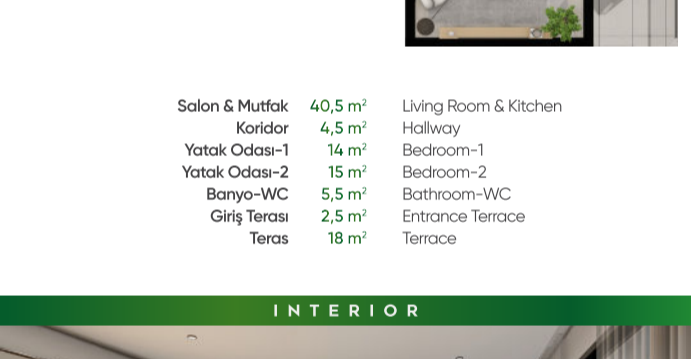 Salon & Mutfak 40,5 m² Living Room & Kitchen
Koridor 4,5 m² Hallway
Yatak Odası-1 14 m² Bedroom-1
Yatak Odası-2 15 m² Bedroom-2
Banyo-WC 5,5 m² Bathroom-WC
Giriş Terası 2,5 m² Entrance Terrace
Teras 18 m² Terrace
INTERIOR